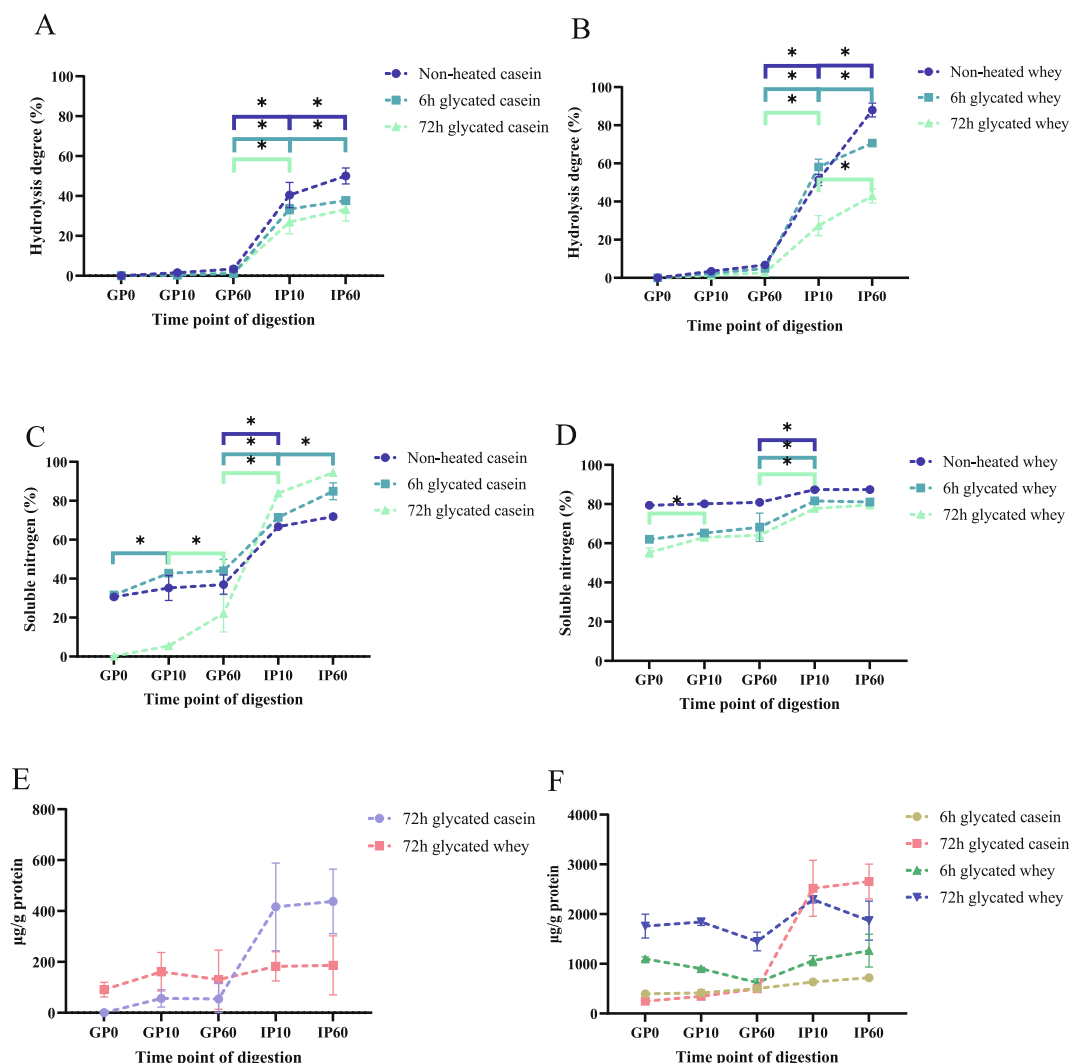 A
Non-heated casein
6h glycated casein
72h glycated casein
Hydrolysis degree (%)
100
80
60
40
20
0
* *
* *
*
GP0 GP10 GP60 IP10 IP60
Time point of digestion
B
Non-heated whey
6h glycated whey
72h glycated whey
Hydrolysis degree (%)
100
80
60
40
20
0
* *
* *
*
*
GP0 GP10 GP60 IP10 IP60
Time point of digestion
C
Non-heated casein
6h glycated casein
72h glycated casein
Soluble nitrogen (%)
100
80
60
40
20
0
*
* *
*
* *
GP0 GP10 GP60 IP10 IP60
Time point of digestion
D
Non-heated whey
6h glycated whey
72h glycated whey
Soluble nitrogen (%)
100
80
60
40
20
0
*
*
*
*
GP0 GP10 GP60 IP10 IP60
Time point of digestion
E
72h glycated casein
72h glycated whey
µg/g protein
800
600
400
200
0
GP0 GP10 GP60 IP10 IP60
Time point of digestion
F
6h glycated casein
72h glycated casein
6h glycated whey
72h glycated whey
µg/g protein
4000
3000
2000
1000
0
GP0 GP10 GP60 IP10 IP60
Time point of digestion